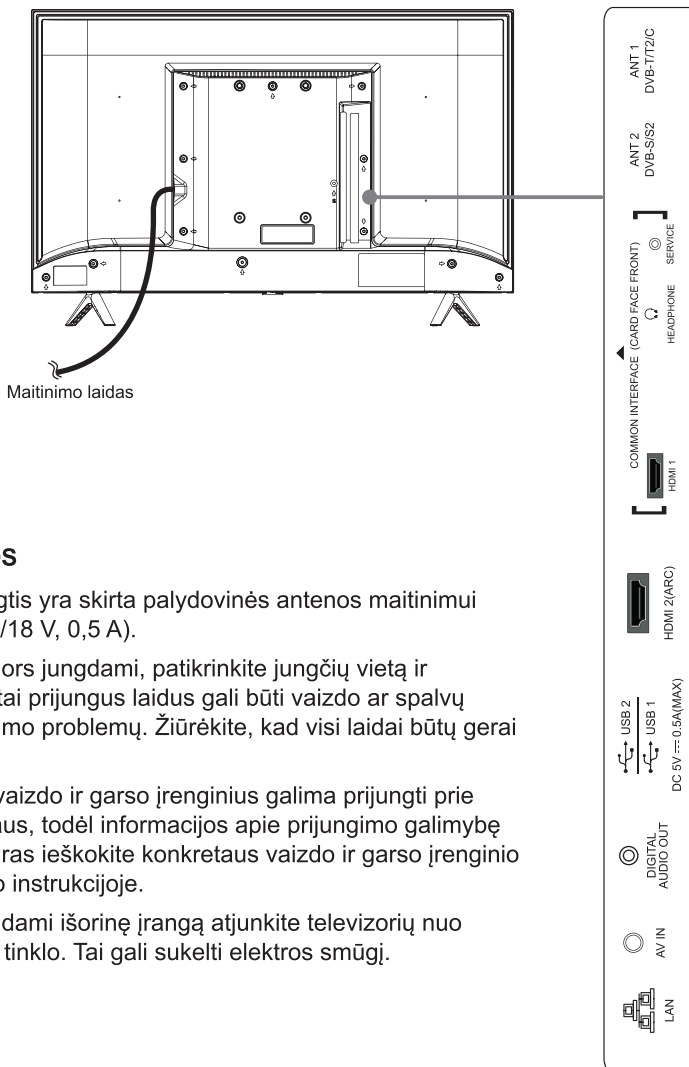 Maitinimo laidas
os
gtis yra skirta palydovinės antenos maitinimui
/18 V, 0,5 A).
ors jungdami, patikrinkite jungčių vietą ir
tai prijungus laidus gali būti vaizdo ar spalvų
mo problemų. Žiūrėkite, kad visi laidai būtų gerai
vaizdo ir garso įrenginius galima prijungti prie
aus, todėl informacijos apie prijungimo galimybę
ras ieškokite konkretaus vaizdo ir garso įrenginio
o instrukcijoje.
dami išorinę įrangą atjunkite televizorių nuo
tinklo. Tai gali sukelti elektros smūgį.
ANT 1
DVB-T/T2/C
ANT 2
DVB-S/S2
COMMON INTERFACE (CARD FACE FRONT)
SERVICE
HEADPHONE
HDMI 1
HDMI 2(ARC)
USB 2
USB 1
DC 5V ⎓ 0.5A(MAX)
DIGITAL
AUDIO OUT
AV IN
LAN